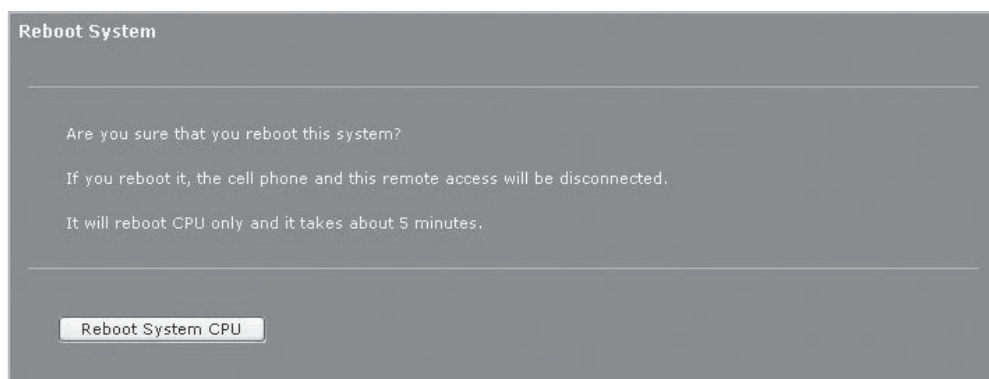 Reboot System
Are you sure that you reboot this system?
If you reboot it, the cell phone and this remote access will be disconnected.
It will reboot CPU only and it takes about 5 minutes.
Reboot System CPU